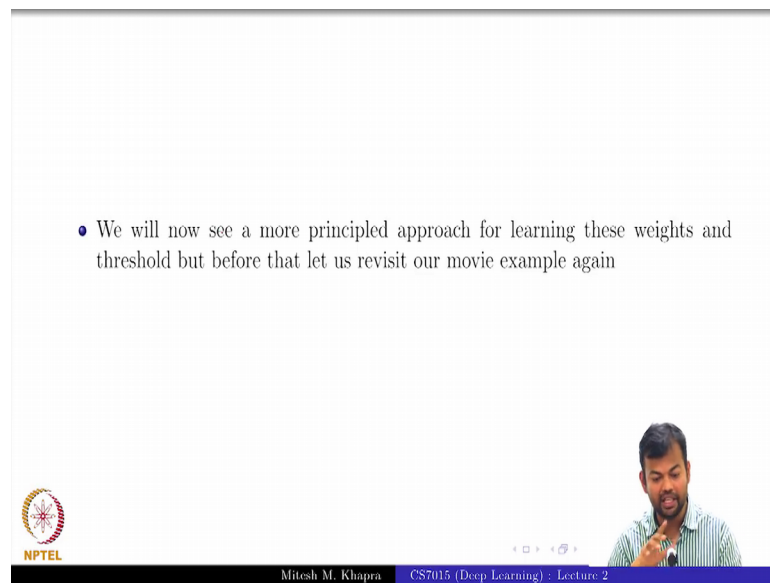 We will now see a more principled approach for learning these weights and
threshold but before that let us revisit our movie example again
NPTEL
Mitesh M. Khapra
CS7015 (Deep Learning) : Lecture 2